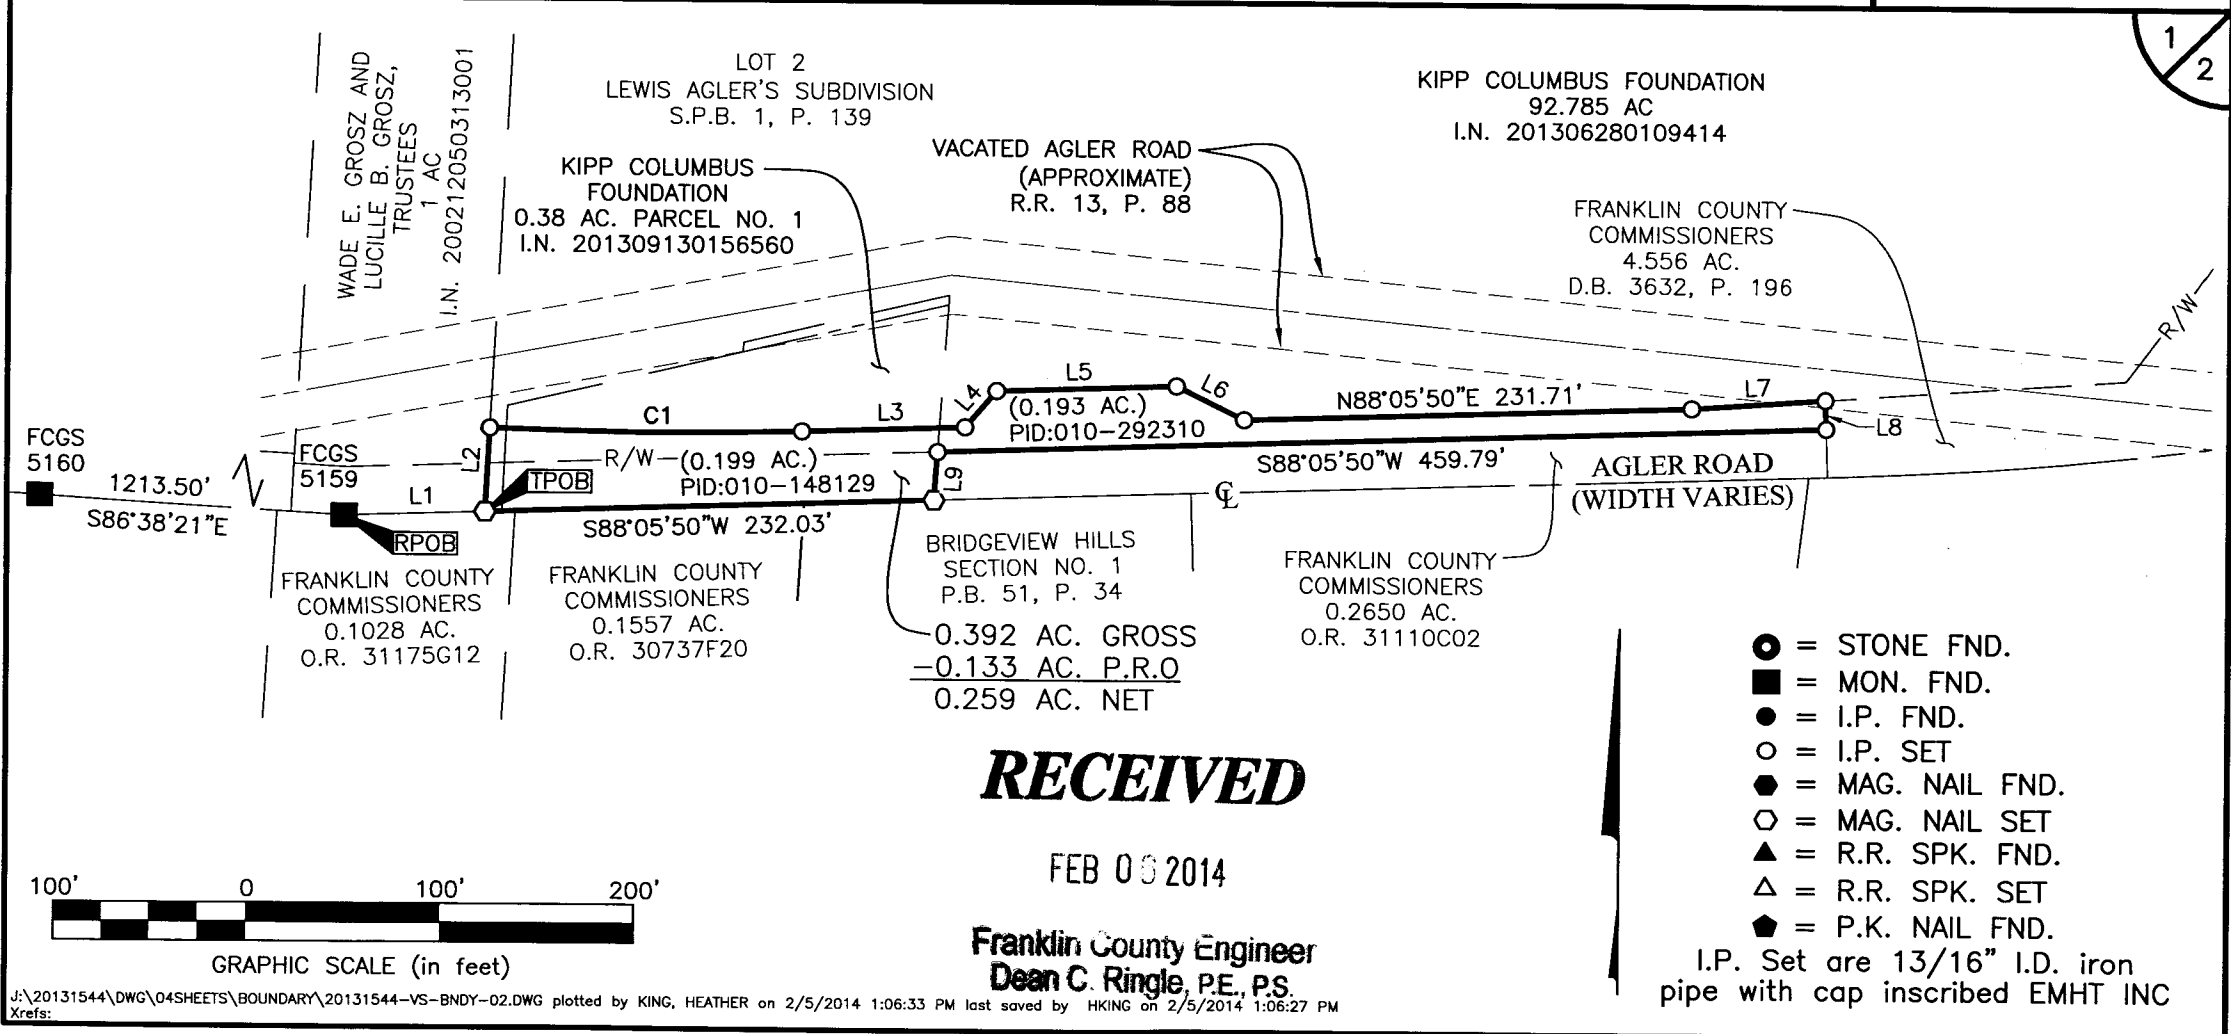 WADE E. GROSZ AND
LUCILLE B. GROSZ,
TRUSTEES
1 AC
I.N. 200212050313001
LOT 2
LEWIS AGLER'S SUBDIVISION
S.P.B. 1, P. 139
KIPP COLUMBUS
FOUNDATION
0.38 AC. PARCEL NO. 1
I.N. 201309130156560
VACATED AGLER ROAD
(APPROXIMATE)
R.R. 13, P. 88
KIPP COLUMBUS FOUNDATION
92.785 AC
I.N. 201306280109414
1
2
FRANKLIN COUNTY
COMMISSIONERS
4.556 AC.
D.B. 3632, P. 196
R/W
FCGS
5160
1213.50'
S86°38'21"E
FCGS
5159
L1
RPOB
L2
TPOB
C1
L3
L4
L5
L6
N88°05'50"E 231.71'
L7
L8
(0.193 AC.)
PID:010-292310
R/W
(0.199 AC.)
PID:010-148129
L9
S88°05'50"W 459.79'
AGLER ROAD
(WIDTH VARIES)
CL
S88°05'50"W 232.03'
FRANKLIN COUNTY
COMMISSIONERS
0.1028 AC.
O.R. 31175G12
FRANKLIN COUNTY
COMMISSIONERS
0.1557 AC.
O.R. 30737F20
BRIDGEVIEW HILLS
SECTION NO. 1
P.B. 51, P. 34
0.392 AC. GROSS
-0.133 AC. P.R.O
0.259 AC. NET
FRANKLIN COUNTY
COMMISSIONERS
0.2650 AC.
O.R. 31110C02
= STONE FND.
= MON. FND.
= I.P. FND.
= I.P. SET
= MAG. NAIL FND.
= MAG. NAIL SET
= R.R. SPK. FND.
= R.R. SPK. SET
= P.K. NAIL FND.
I.P. Set are 13/16" I.D. iron
pipe with cap inscribed EMHT INC
RECEIVED
FEB 2014
Franklin County Engineer
Dean C. Ringle, P.E., P.S.
100' 0 100' 200'
GRAPHIC SCALE (in feet)
J:\20131544\DWG\04SHEETS\BOUNDARY\20131544-VS-BNDY-02.DWG plotted by KING, HEATHER on 2/5/2014 1:06:33 PM last saved by HKING on 2/5/2014 1:06:27 PM
Xrefs: